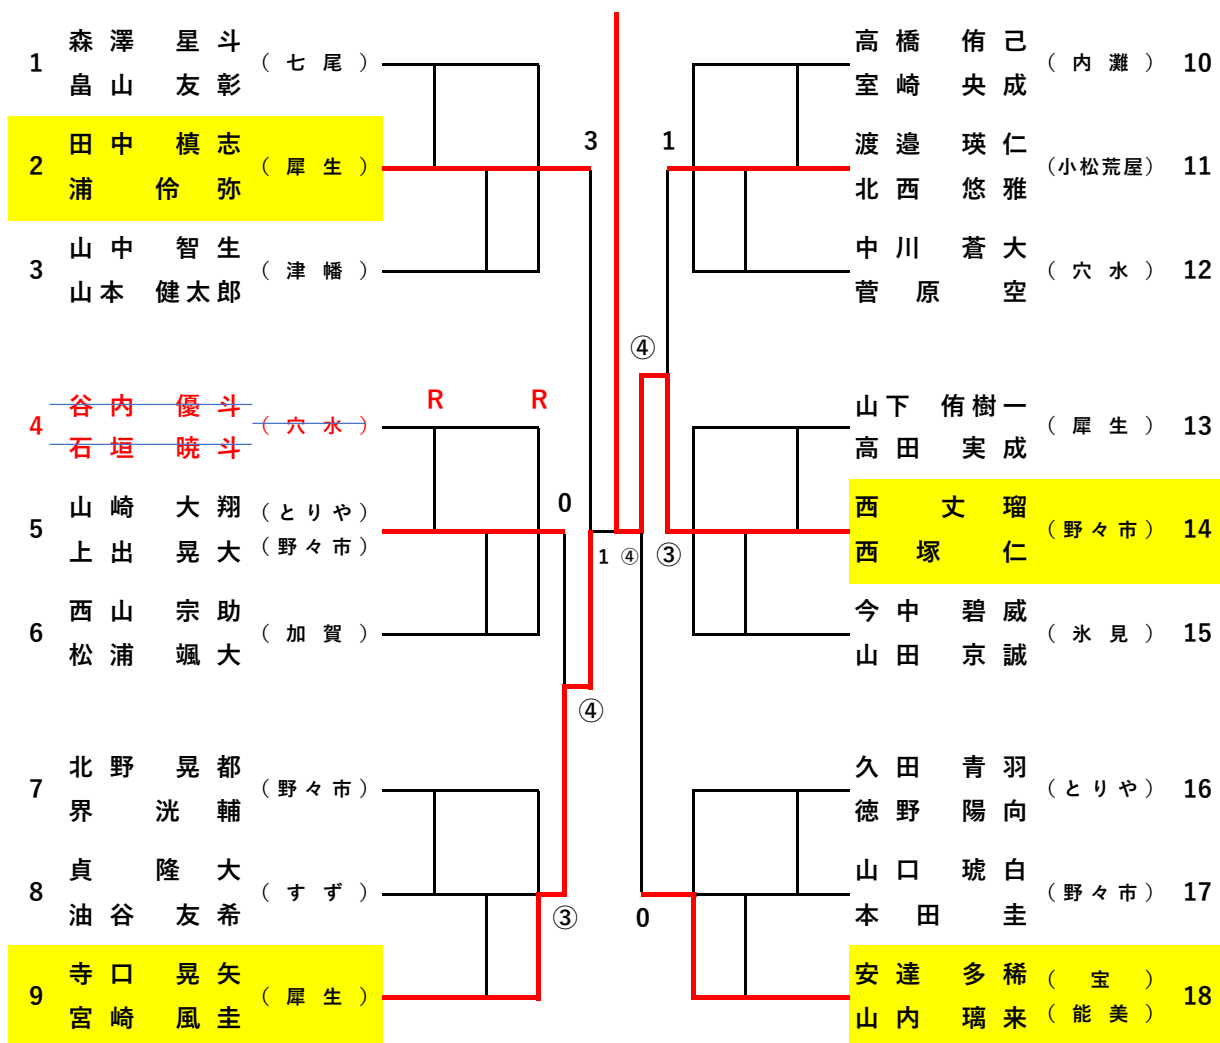 1 森澤 星斗 (七尾)
畠山 友彰
2 田中 槙志 (犀生)
浦 伶弥
3 山中 智生 (津幡)
山本 健太郎
4 谷内 優斗 (穴水)
石垣 暁斗
R R
5 山崎 大翔 (とりや)
上出 晃大 (野々市)
6 西山 宗助 (加賀)
松浦 颯大
7 北野 晃都 (野々市)
界 洸輔
8 貞 隆大 (すず)
油谷 友希
9 寺口 晃矢 (犀生)
宮崎 風圭
3 1
④
0
1 ④ ③
④
③ 0
高橋 侑己 (内灘) 10
室崎 央成
渡邉 瑛仁 (小松荒屋) 11
北西 悠雅
中川 蒼大 (穴水) 12
菅原 空
山下 侑樹一 (犀生) 13
高田 実成
西 丈瑠 (野々市) 14
西塚 仁
今中 碧威 (氷見) 15
山田 京誠
久田 青羽 (とりや) 16
徳野 陽向
山口 琥白 (野々市) 17
本田 圭
安達 多稀 (宝) 18
山内 璃来 (能美)